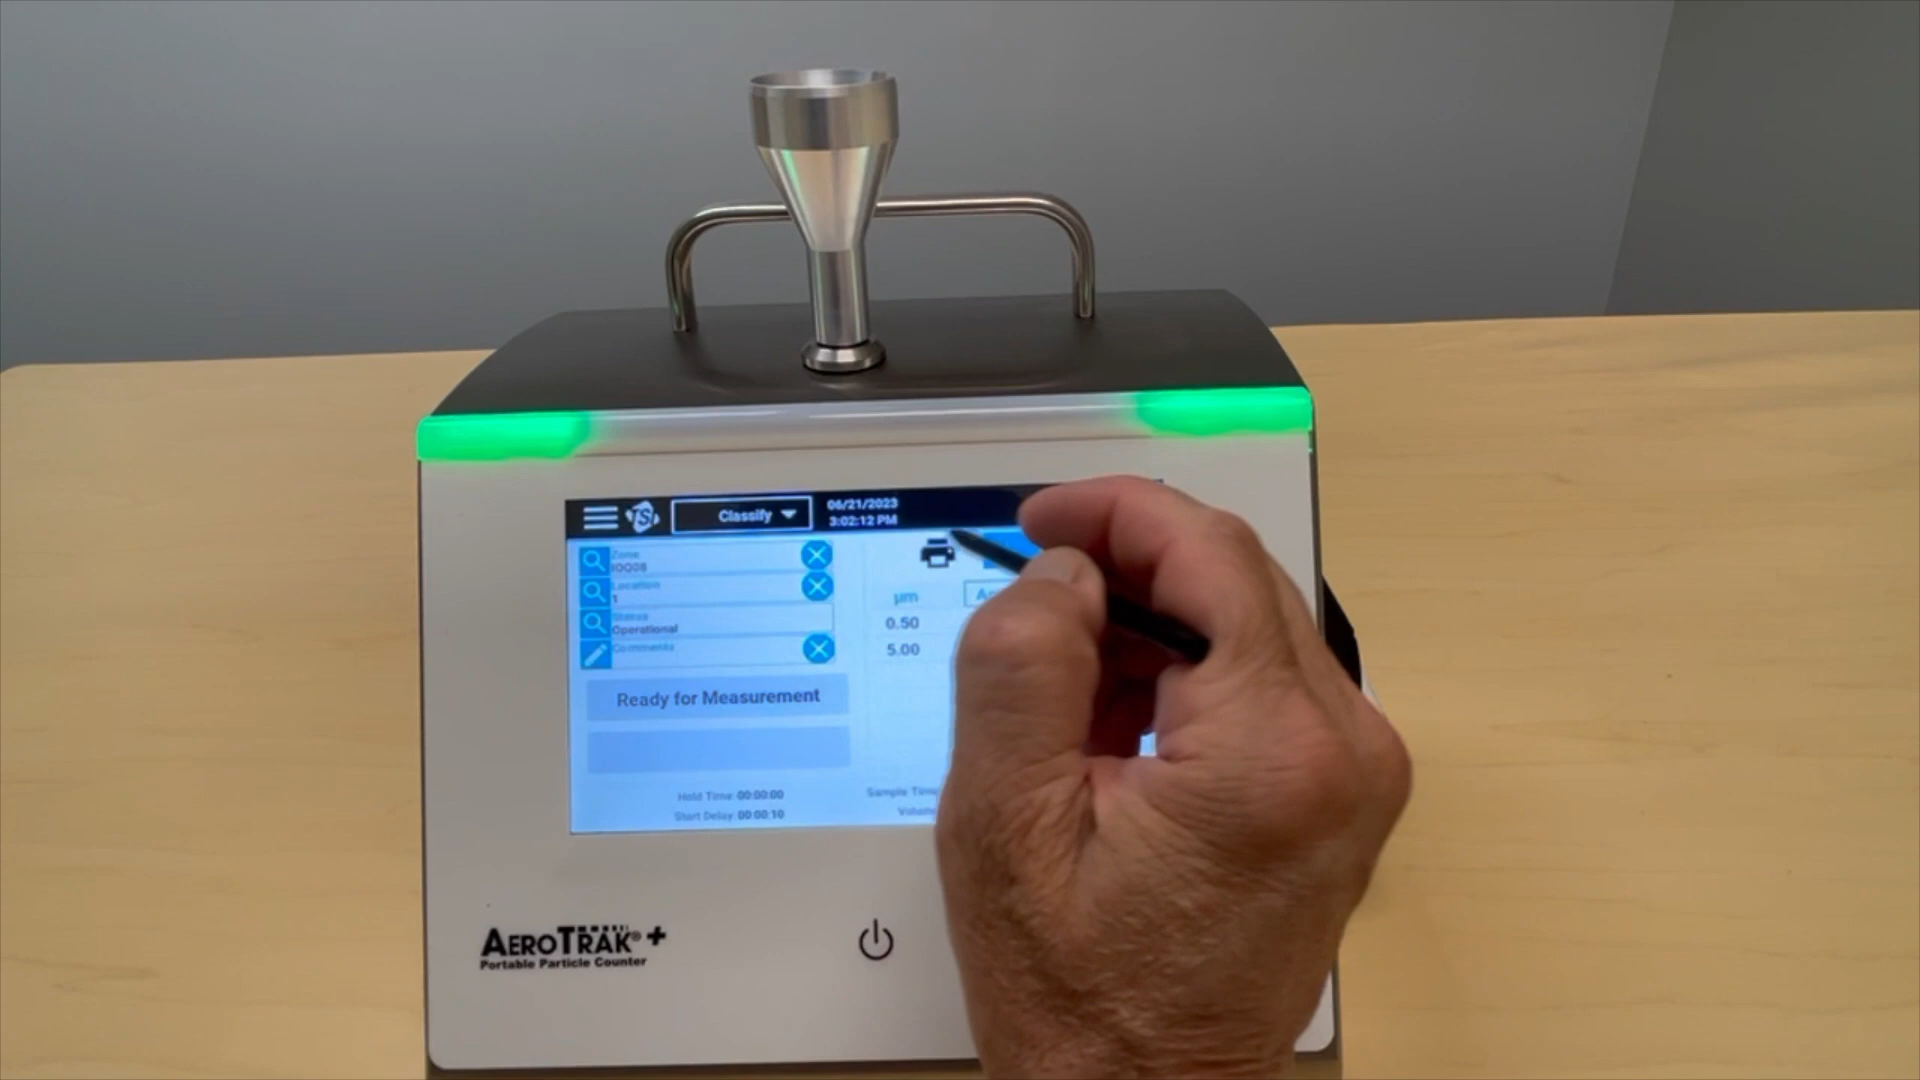 TSI
Classify
06/21/2023
3:02:12 PM
Zone
IOQ08
Location
1
Status
Operational
Comments
µm
0.50
5.00
Ready for Measurement
Hold Time: 00:00:00
Start Delay: 00:00:10
Sample Time
AEROTRAK® +
Portable Particle Counter